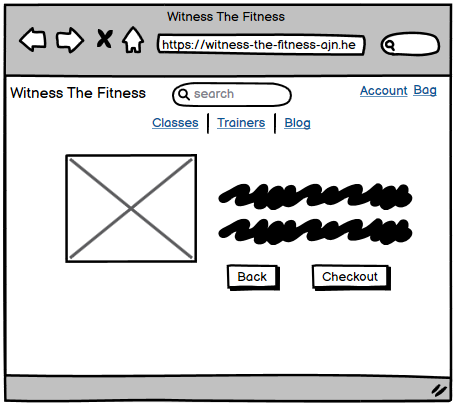 Witness The Fitness
https://witness-the-fitness-ajn.he
Witness The Fitness
search
Account Bag
Classes Trainers Blog
Back Checkout